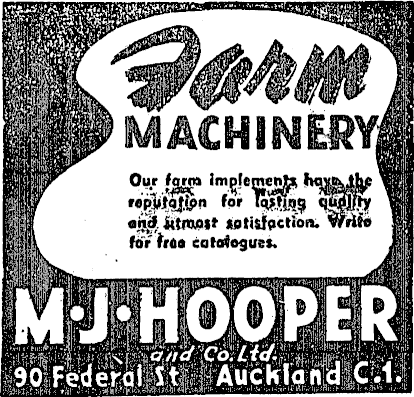 Farm
MACHINERY
Our farm implements have the
reputation for lasting quality
and utmost satisfaction. Write
for free catalogues.
M·J·HOOPER
and Co. Ltd.
90 Federal St Auckland C.1.